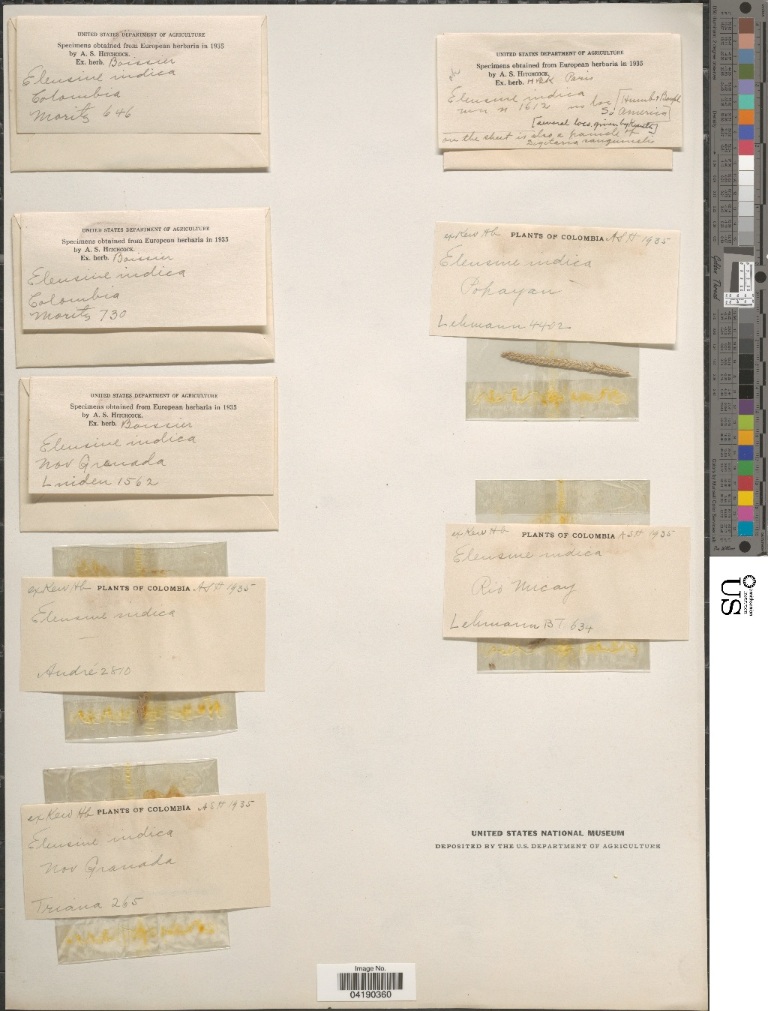 UNITED STATES DEPARTMENT OF AGRICULTURE
Specimens obtained from European herbaria in 1935
by A. S. HITCHCOCK.
Ex. herb. Boissier
Eleusine indica
Colombia
Moritz 646
UNITED STATES DEPARTMENT OF AGRICULTURE
Specimens obtained from European herbaria in 1933
by A. S. HITCHCOCK.
Ex. herb. Boissier
Eleusine indica
Colombia
Moritz 730
UNITED STATES DEPARTMENT OF AGRICULTURE
Specimens obtained from European herbaria in 1933
by A. S. HITCHCOCK.
Ex. herb. Boissier
Eleusine indica
Nov Granada
Linden 1562
ex Kew Hb PLANTS OF COLOMBIA ASH 1935
Eleusine indica
André 2810
ex Kew Hb PLANTS OF COLOMBIA ASH 1935
Eleusine indica
Nov Granada
Triana 265
UNITED STATES DEPARTMENT OF AGRICULTURE
Specimens obtained from European herbaria in 1933
by A. S. HITCHCOCK.
Ex. herb. HBK Paris
Eleusine indica
1612 no loc [Humb & Bonpl
S. America]
[several locs. given by Kunth]
on the sheet is also a panicle of
Digitaria sanguinalis
ex Kew Hb PLANTS OF COLOMBIA ASH 1935
Eleusine indica
Popayan
Lehmann 4402
ex Kew Hb PLANTS OF COLOMBIA ASH 1935
Eleusine indica
Rio Micay
Lehmann BT 634
UNITED STATES NATIONAL MUSEUM
DEPOSITED BY THE U.S. DEPARTMENT OF AGRICULTURE
Image No.
04190360
US